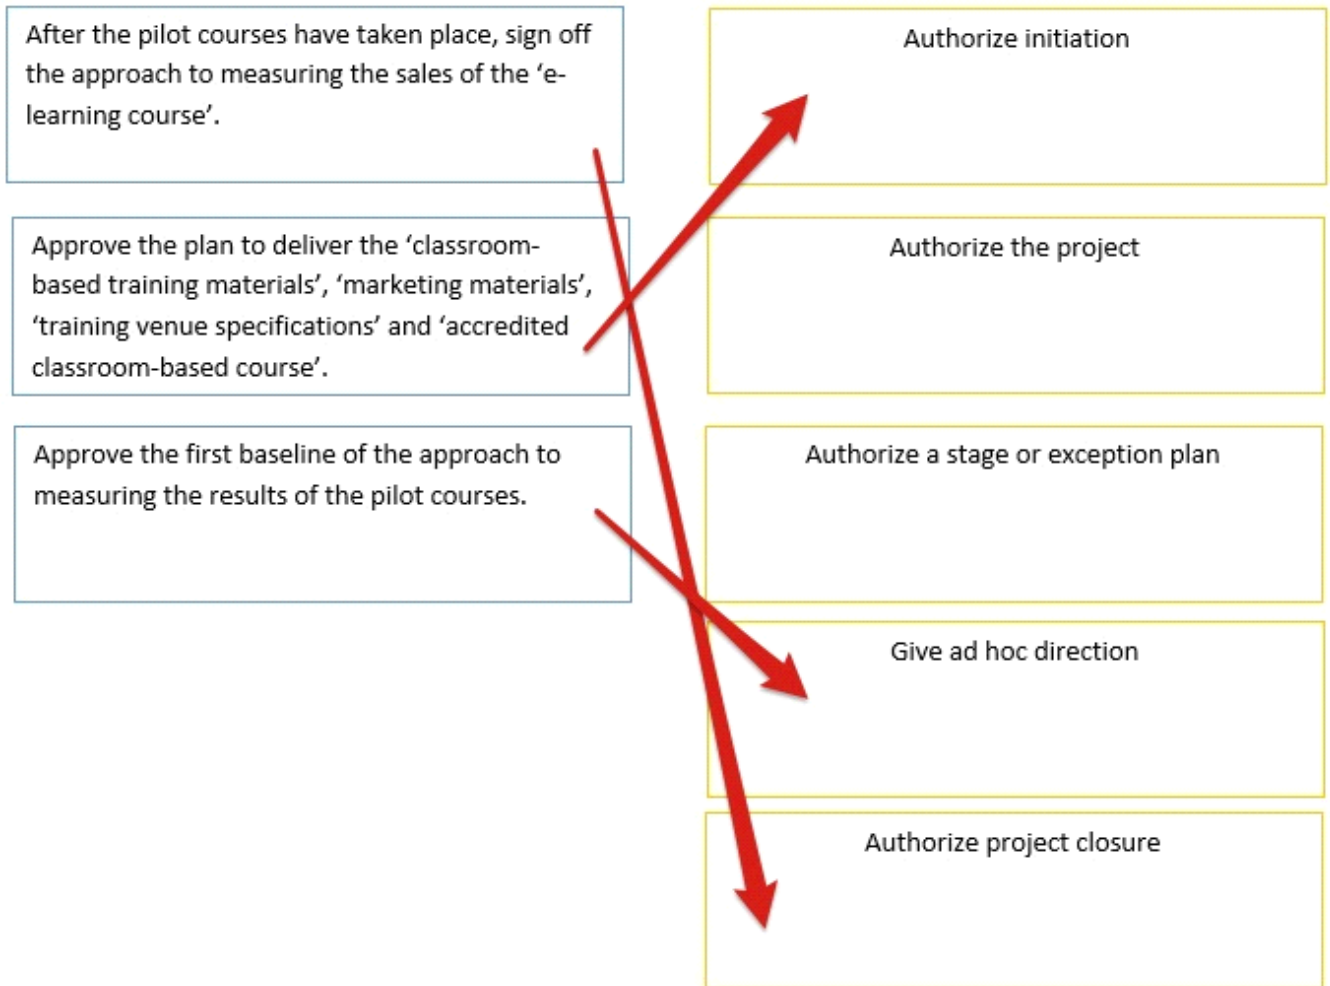 After the pilot courses have taken place, sign off
the approach to measuring the sales of the ‘e-
learning course’.
Authorize initiation
Approve the plan to deliver the ‘classroom-
based training materials’, ‘marketing materials’,
‘training venue specifications’ and ‘accredited
classroom-based course’.
Authorize the project
Approve the first baseline of the approach to
measuring the results of the pilot courses.
Authorize a stage or exception plan
Give ad hoc direction
Authorize project closure